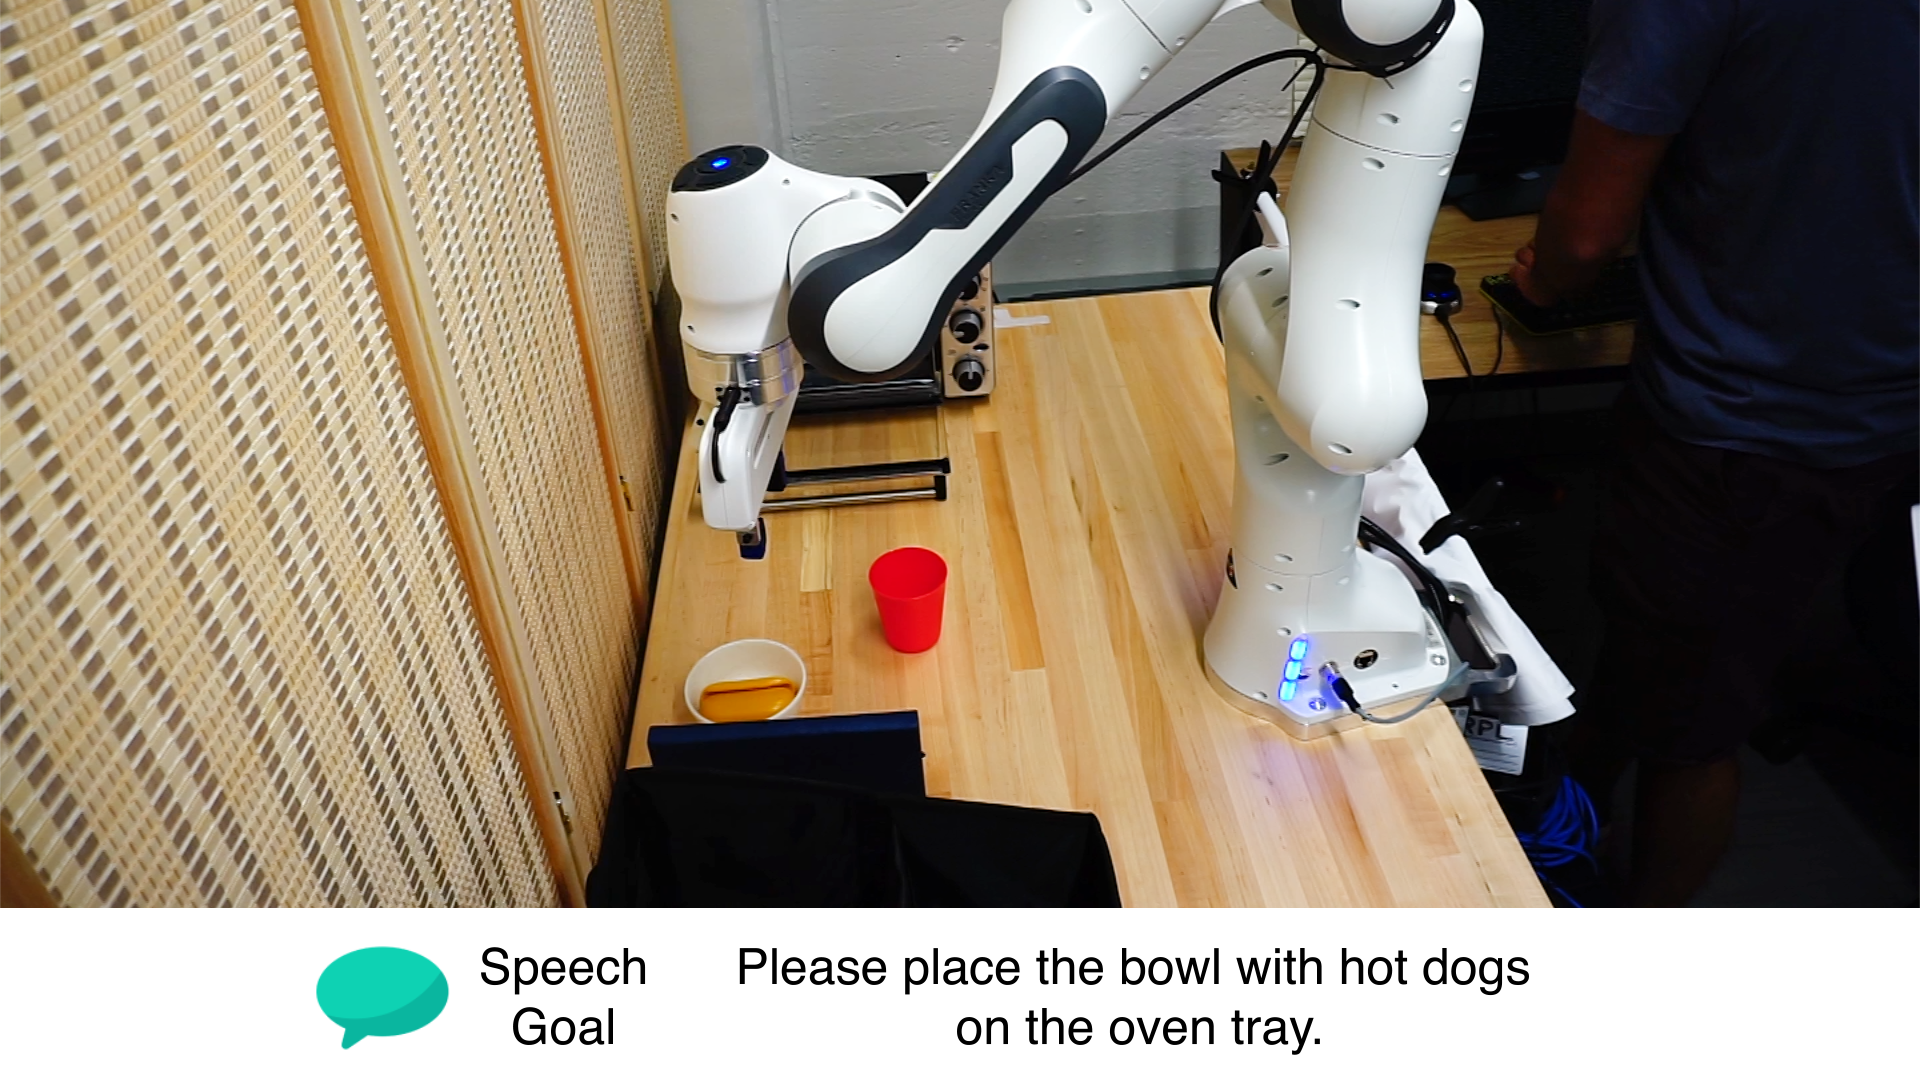 FRANKA
RPL
Speech
Goal
Please place the bowl with hot dogs
on the oven tray.